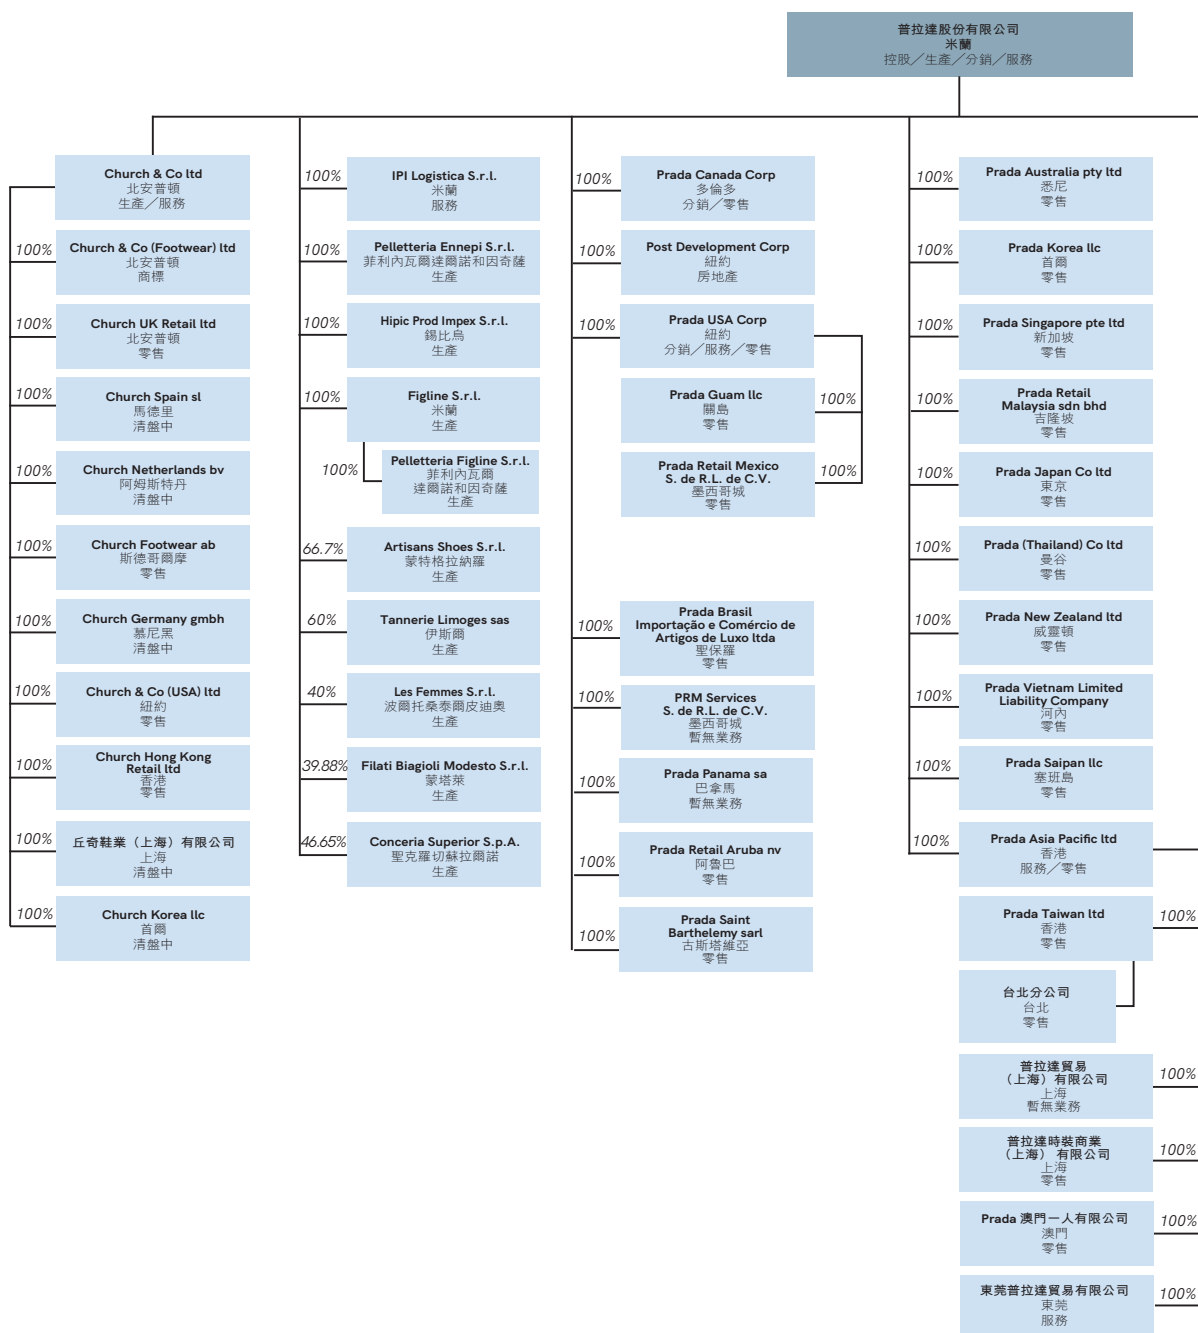 普拉達股份有限公司
米蘭
控股／生產／分銷／服務
Church & Co ltd
北安普頓
生產／服務
100%
Church & Co (Footwear) ltd
北安普頓
商標
100%
Church UK Retail ltd
北安普頓
零售
100%
Church Spain sl
馬德里
清盤中
100%
Church Netherlands bv
阿姆斯特丹
清盤中
100%
Church Footwear ab
斯德哥爾摩
零售
100%
Church Germany gmbh
慕尼黑
清盤中
100%
Church & Co (USA) ltd
紐約
零售
100%
Church Hong Kong
Retail ltd
香港
零售
100%
丘奇鞋業（上海）有限公司
上海
清盤中
100%
Church Korea llc
首爾
清盤中
100%
IPI Logistica S.r.l.
米蘭
服務
100%
Pelletteria Ennepi S.r.l.
菲利內瓦爾達爾諾和因奇薩
生產
100%
Hipic Prod Impex S.r.l.
錫比烏
生產
100%
Figline S.r.l.
米蘭
生產
100%
Pelletteria Figline S.r.l.
菲利內瓦爾
達爾諾和因奇薩
生產
66.7%
Artisans Shoes S.r.l.
蒙特格拉納羅
生產
60%
Tannerie Limoges sas
伊斯爾
生產
40%
Les Femmes S.r.l.
波爾托桑泰爾皮迪奧
生產
39.88%
Filati Biagioli Modesto S.r.l.
蒙塔萊
生產
46.65%
Conceria Superior S.p.A.
聖克羅切蘇拉爾諾
生產
100%
Prada Canada Corp
多倫多
分銷／零售
100%
Post Development Corp
紐約
房地產
100%
Prada USA Corp
紐約
分銷／服務／零售
Prada Guam llc
關島
零售
100%
Prada Retail Mexico
S. de R.L. de C.V.
墨西哥城
零售
100%
100%
Prada Brasil
Importação e Comércio de
Artigos de Luxo ltda
聖保羅
零售
100%
PRM Services
S. de R.L. de C.V.
墨西哥城
暫無業務
100%
Prada Panama sa
巴拿馬
暫無業務
100%
Prada Retail Aruba nv
阿魯巴
零售
100%
Prada Saint
Barthelemy sarl
古斯塔維亞
零售
100%
Prada Australia pty ltd
悉尼
零售
100%
Prada Korea llc
首爾
零售
100%
Prada Singapore pte ltd
新加坡
零售
100%
Prada Retail
Malaysia sdn bhd
吉隆坡
零售
100%
Prada Japan Co ltd
東京
零售
100%
Prada (Thailand) Co ltd
曼谷
零售
100%
Prada New Zealand ltd
威靈頓
零售
100%
Prada Vietnam Limited
Liability Company
河內
零售
100%
Prada Saipan llc
塞班島
零售
100%
Prada Asia Pacific ltd
香港
服務／零售
Prada Taiwan ltd
香港
零售
100%
台北分公司
台北
零售
普拉達貿易
（上海）有限公司
上海
暫無業務
100%
普拉達時裝商業
（上海） 有限公司
上海
零售
100%
Prada 澳門一人有限公司
澳門
零售
100%
東莞普拉達貿易有限公司
東莞
服務
100%